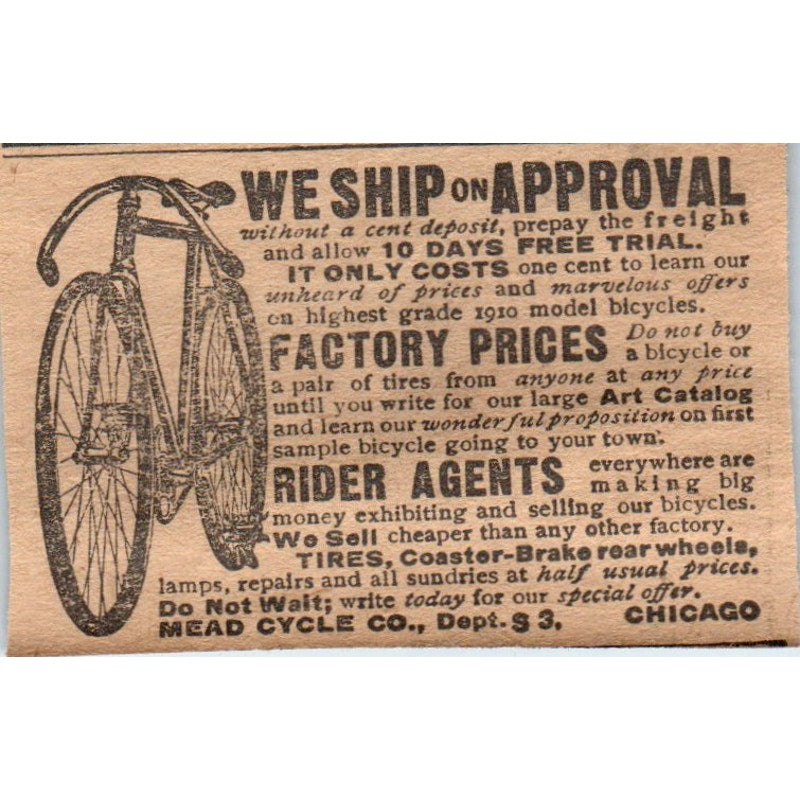 WE SHIP ON APPROVAL
without a cent deposit, prepay the freight
and allow 10 DAYS FREE TRIAL.
IT ONLY COSTS one cent to learn our
unheard of prices and marvelous offers
on highest grade 1910 model bicycles.
FACTORY PRICES Do not buy
a bicycle or
a pair of tires from anyone at any price
until you write for our large Art Catalog
and learn our wonderful proposition on first
sample bicycle going to your town.
RIDER AGENTS everywhere are
making big
money exhibiting and selling our bicycles.
We Sell cheaper than any other factory.
TIRES, Coaster-Brake rear wheels,
lamps, repairs and all sundries at half usual prices.
Do Not Wait; write today for our special offer.
MEAD CYCLE CO., Dept. S 3. CHICAGO